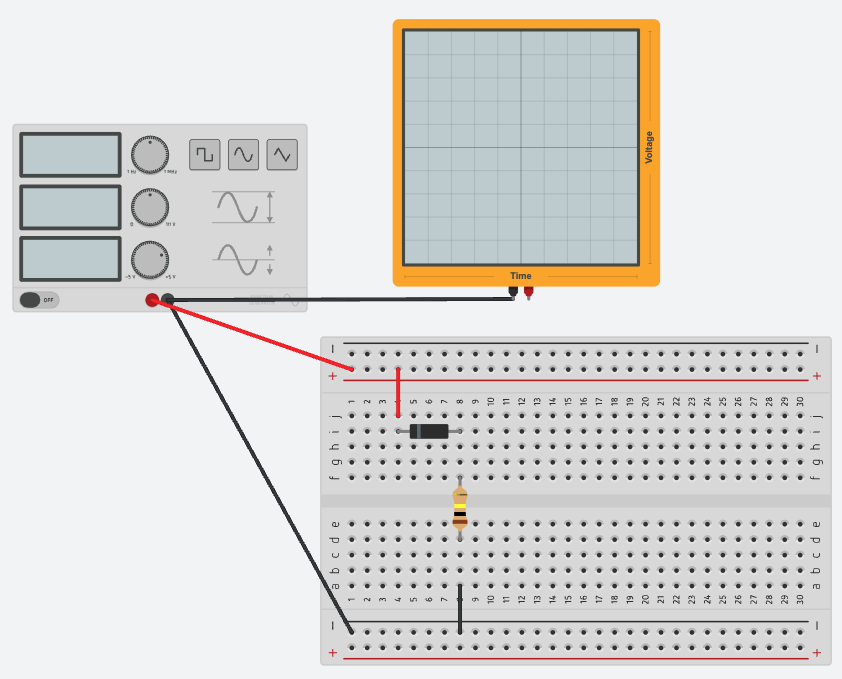 Voltage
Time
1 Hz
1 MHz
0
10 V
-5 V
+5 V
OFF
− −
+ +
1 2 3 4 5 6 7 8 9 10 11 12 13 14 15 16 17 18 19 20 21 22 23 24 25 26 27 28 29 30
j j
i i
h h
g g
f f
e e
d d
c c
b b
a a
1 2 3 4 5 6 7 8 9 10 11 12 13 14 15 16 17 18 19 20 21 22 23 24 25 26 27 28 29 30
− −
+ +